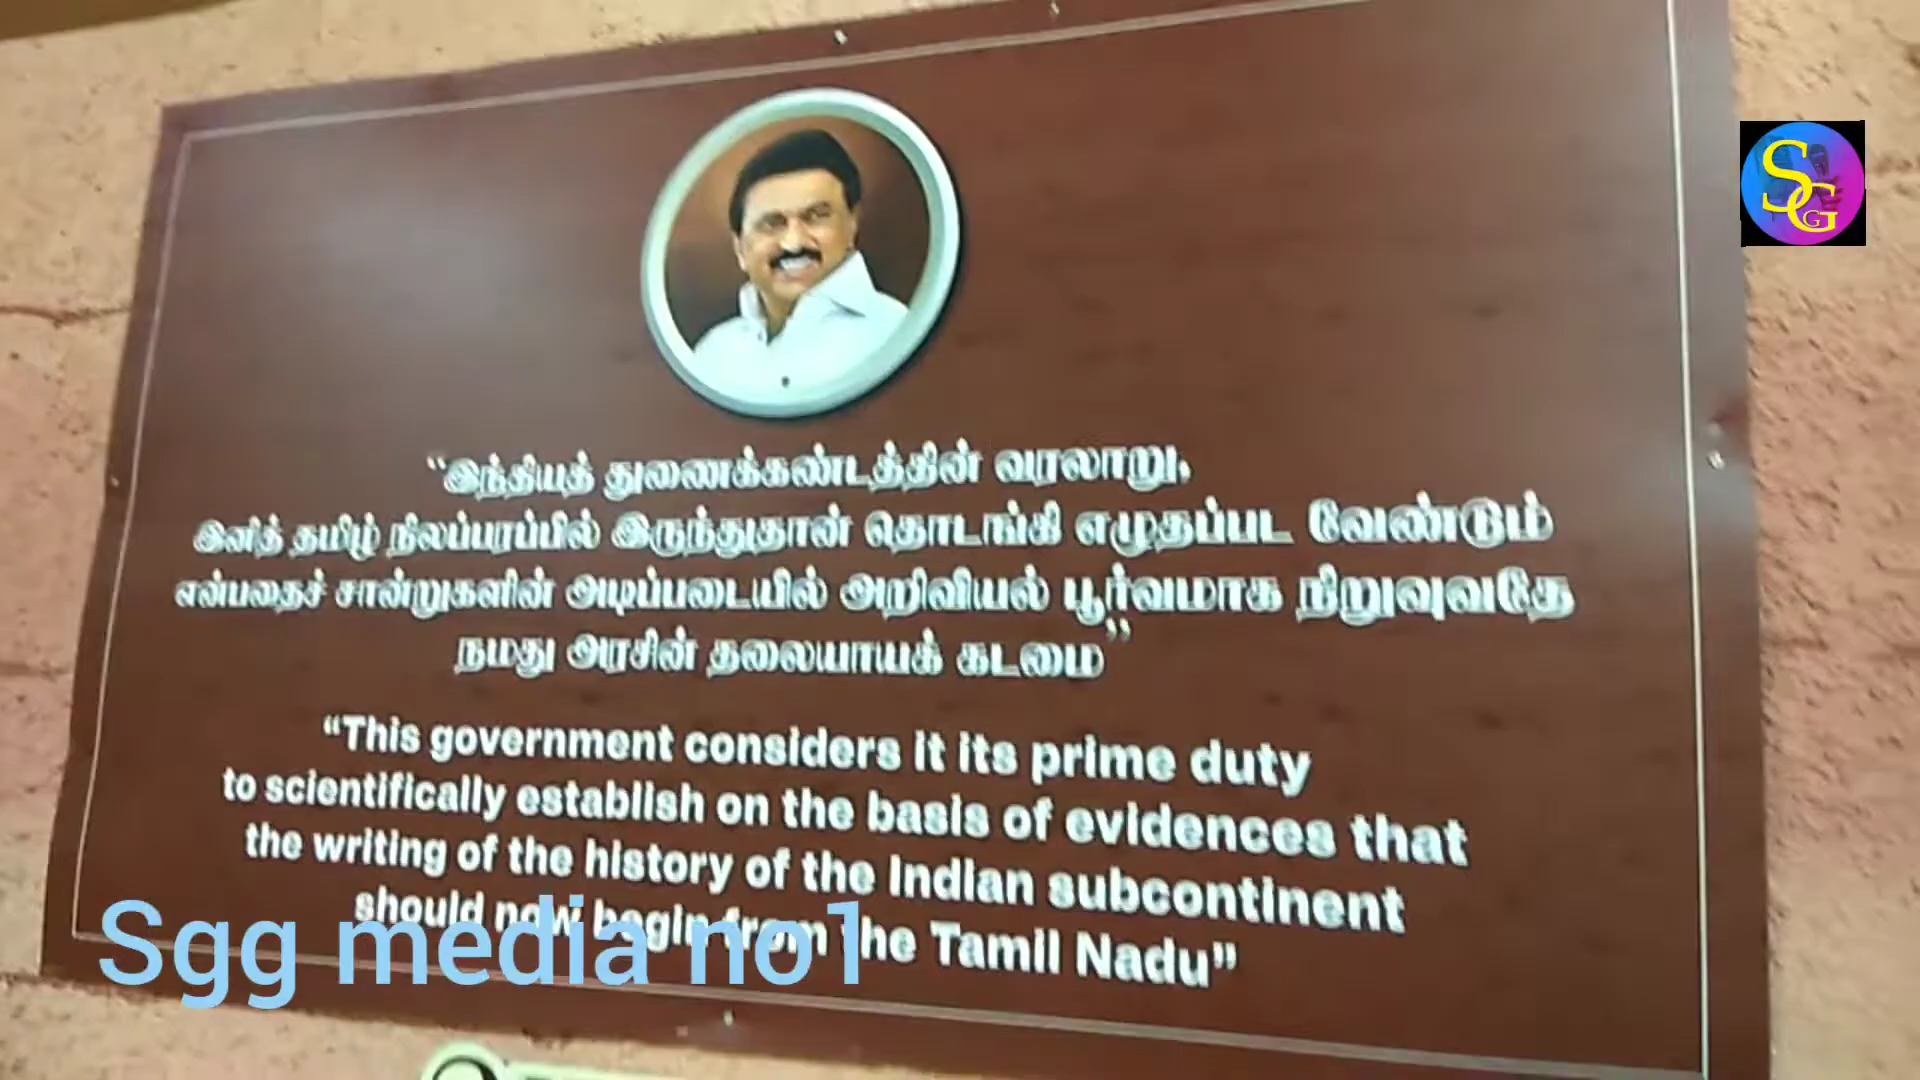 “இந்தியத் துணைக்கண்டத்தின் வரலாறு,
இனித் தமிழ் நிலப்பரப்பில் இருந்துதான் தொடங்கி எழுதப்பட வேண்டும்
என்பதைச் சான்றுகளின் அடிப்படையில் அறிவியல் பூர்வமாக நிறுவுவதே
நமது அரசின் தலையாயக் கடமை”
“This government considers it its prime duty
to scientifically establish on the basis of evidences that
the writing of the history of the Indian subcontinent
should now begin from the Tamil Nadu”
Sgg media no1
SGG